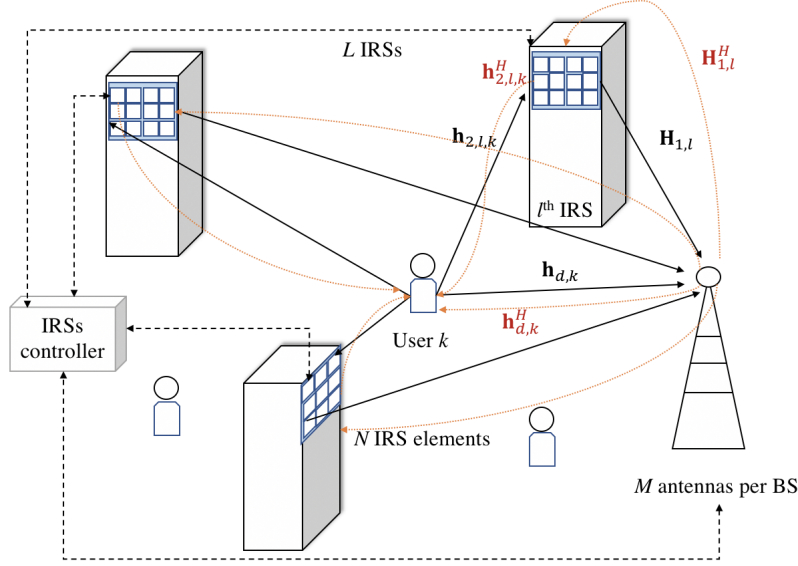 L IRSs
𝐡_{2,l,k}^H
𝐇_{1,l}^H
𝐡_{2,l,k}
𝐇_{1,l}
l^{th} IRS
𝐡_{d,k}
𝐡_{d,k}^H
User k
IRSs
controller
N IRS elements
M antennas per BS